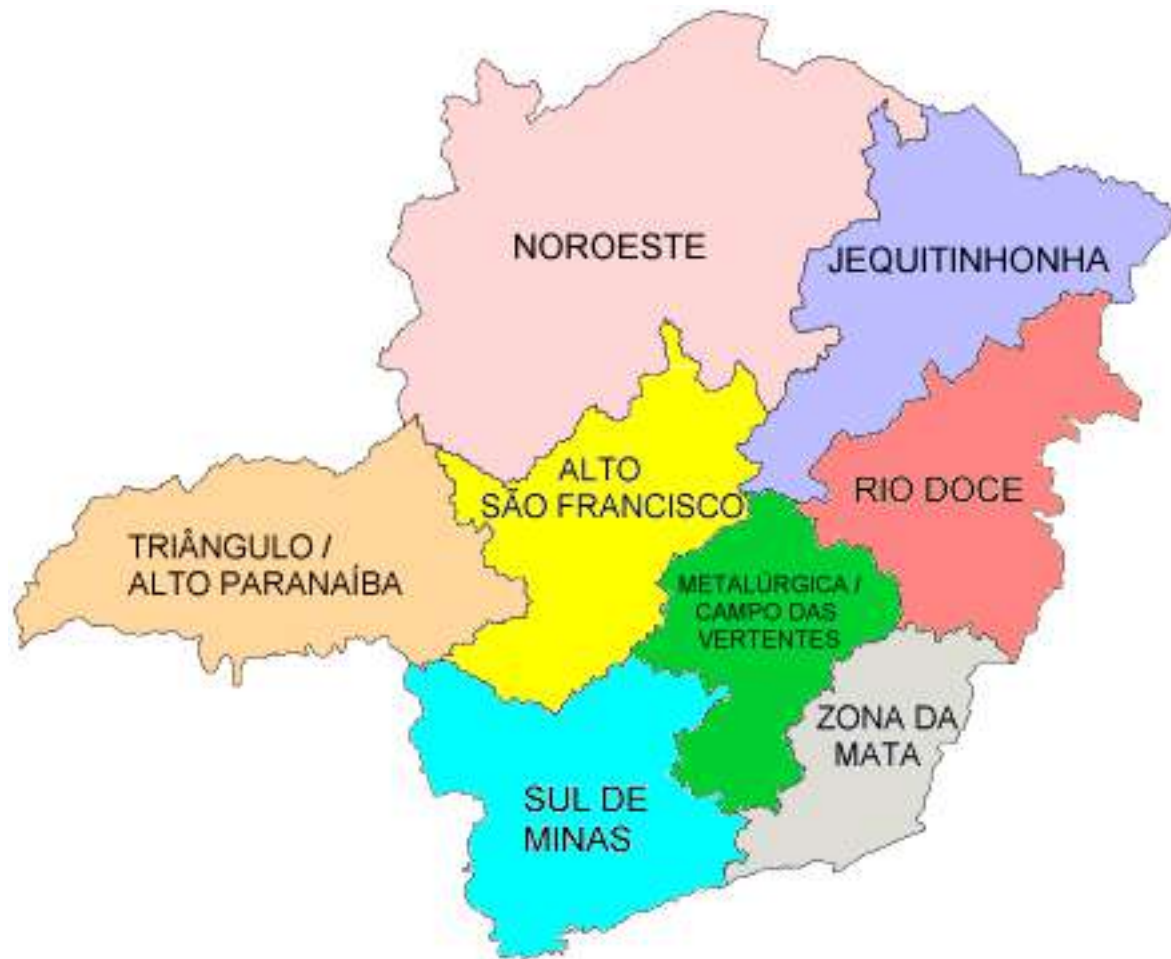 NOROESTE
JEQUITINHONHA
ALTO
SÃO FRANCISCO
RIO DOCE
TRIÂNGULO /
ALTO PARANAÍBA
METALÚRGICA /
CAMPO DAS
VERTENTES
ZONA DA
MATA
SUL DE
MINAS